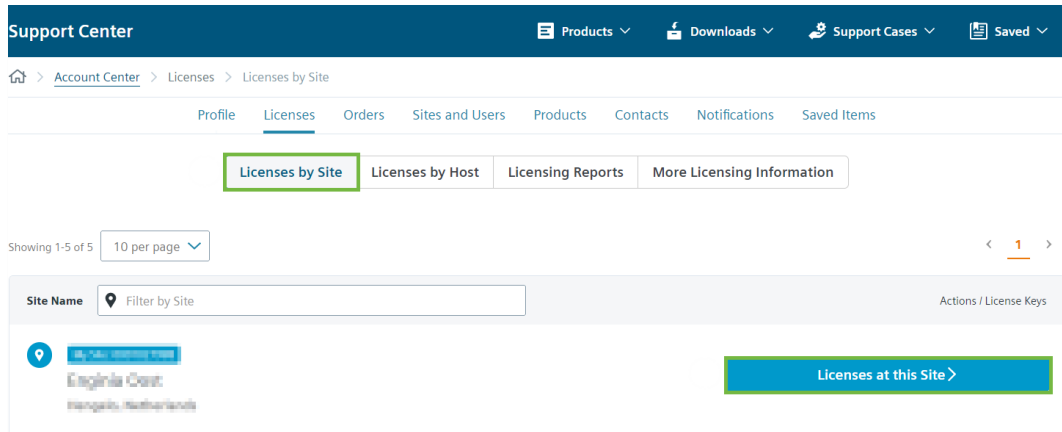 Support Center Products Downloads Support Cases Saved
Account Center > Licenses > Licenses by Site
Profile Licenses Orders Sites and Users Products Contacts Notifications Saved Items
Licenses by Site Licenses by Host Licensing Reports More Licensing Information
Showing 1-5 of 5 10 per page < 1 >
Site Name Filter by Site Actions / License Keys
Licenses at this Site >